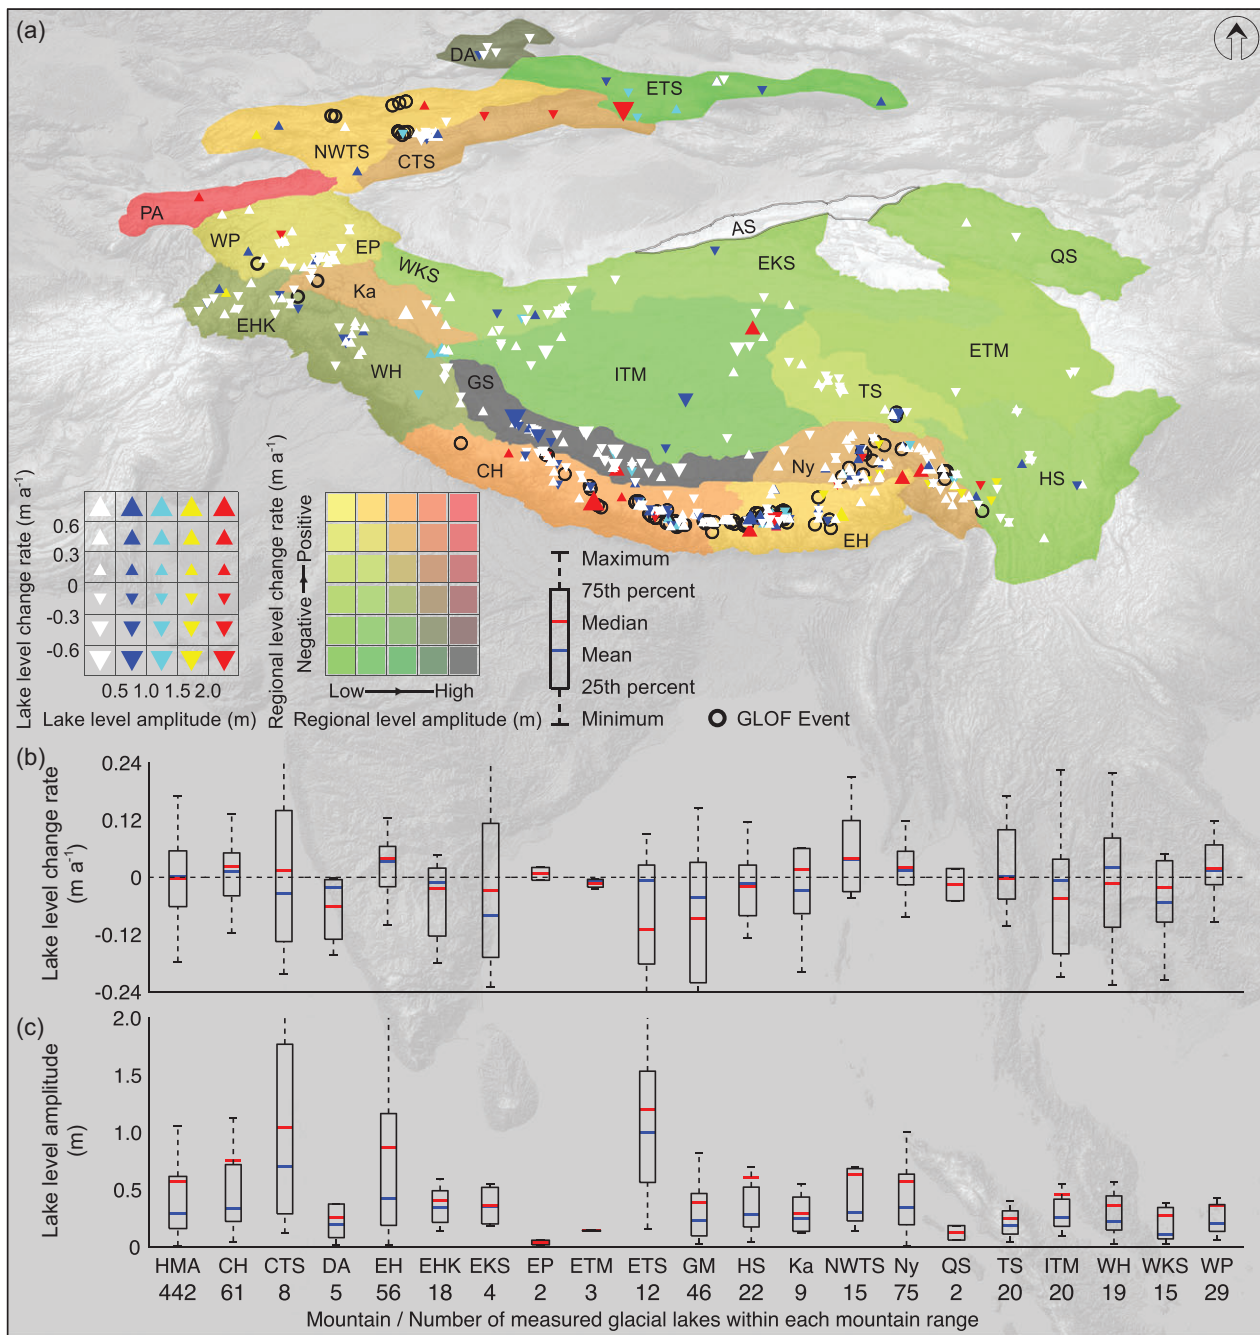 (a)
DA
ETS
NWTS
CTS
PA
WP
EP
WKS
AS
EKS
QS
Ka
EHK
WH
GS
ITM
ETM
TS
CH
Ny
HS
EH
Lake level change rate (m a-1)
0.6
0.3
0
-0.3
-0.6
0.5 1.0 1.5 2.0
Lake level amplitude (m)
Regional level change rate (m a-1)
Negative Positive
Low High
Regional level amplitude (m)
Maximum
75th percent
Median
Mean
25th percent
Minimum
GLOF Event
(b)
Lake level change rate
(m a-1)
0.24
0.12
0
-0.12
-0.24
(c)
Lake level amplitude
(m)
2.0
1.5
1.0
0.5
0
HMA CH CTS DA EH EHK EKS EP ETM ETS GM HS Ka NWTS Ny QS TS ITM WH WKS WP
442 61 8 5 56 18 4 2 3 12 46 22 9 15 75 2 20 20 19 15 29
Mountain / Number of measured glacial lakes within each mountain range